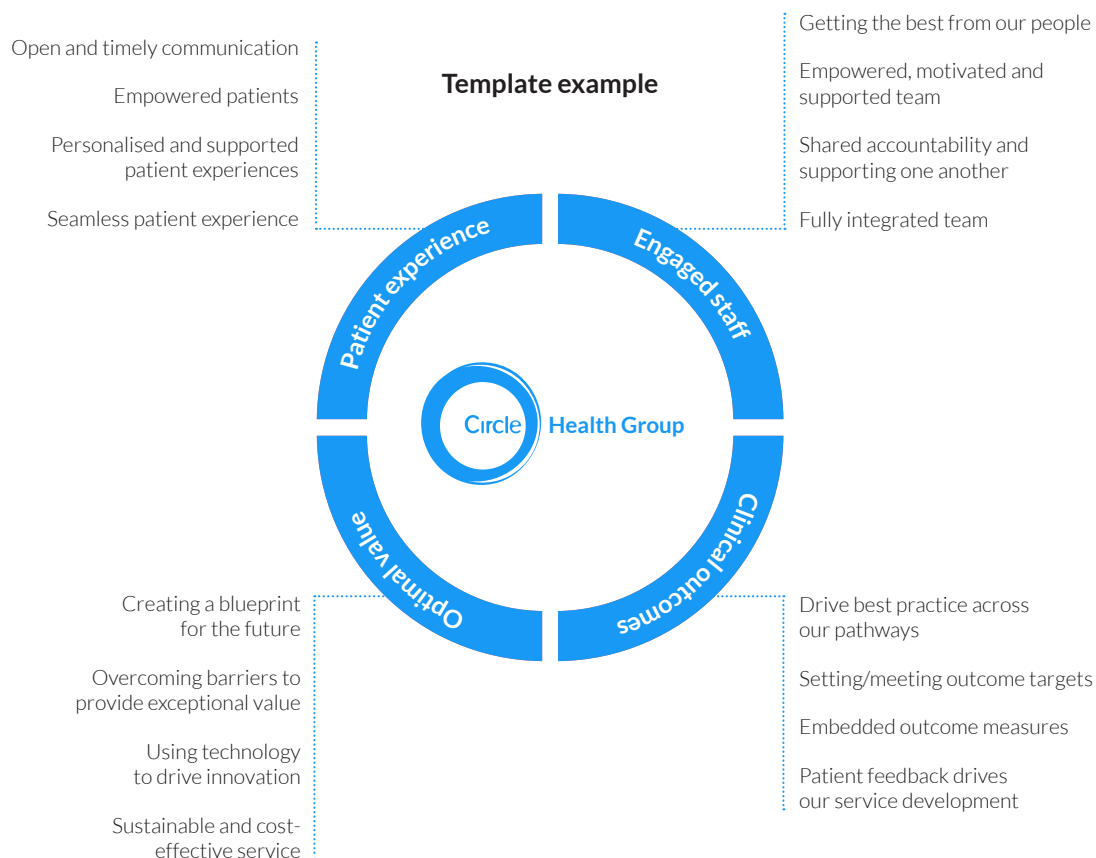 Template example
Open and timely communication
Empowered patients
Personalised and supported
patient experiences
Seamless patient experience
Getting the best from our people
Empowered, motivated and
supported team
Shared accountability and
supporting one another
Fully integrated team
Patient experience
Engaged staff
Circle Health Group
Optimal value
Clinical outcomes
Creating a blueprint
for the future
Overcoming barriers to
provide exceptional value
Using technology
to drive innovation
Sustainable and cost-
effective service
Drive best practice across
our pathways
Setting/meeting outcome targets
Embedded outcome measures
Patient feedback drives
our service development